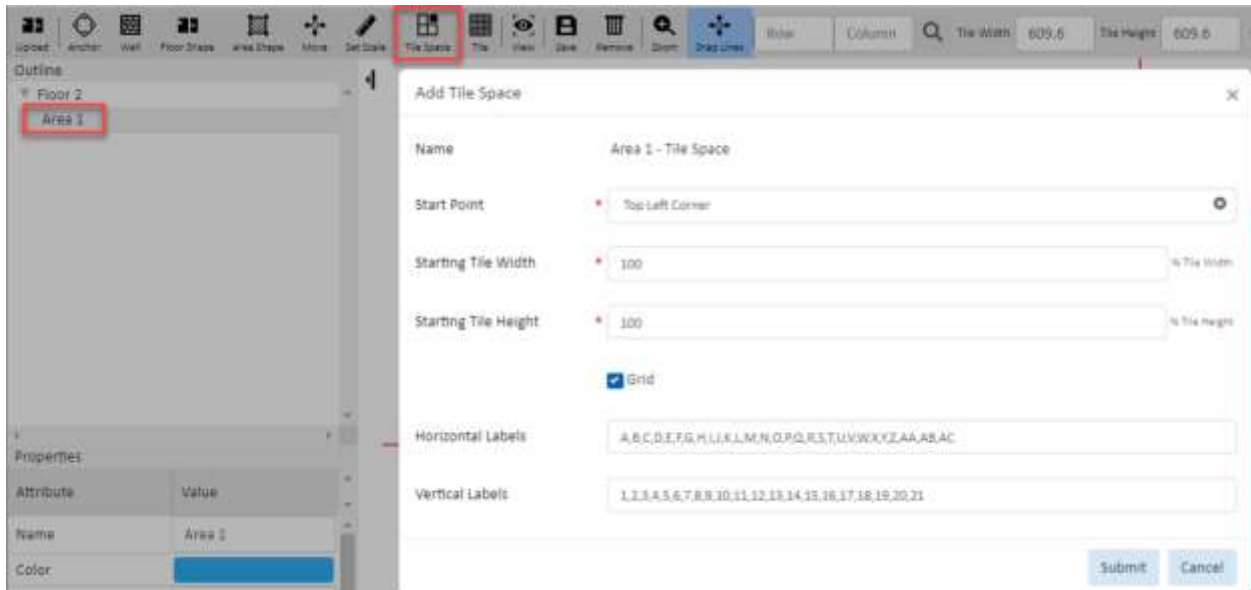 Upload Anchor Wall Floor Shape Area Shape Move Set Scale Tile Space Tile View Save Remove Zoom Snap Lines Row Column Tile Width 609.6 Tile Height 609.6
Outline
Floor 2
Area 1
Add Tile Space
Name Area 1 - Tile Space
Start Point * Top Left Corner
Starting Tile Width * 100 % Tile Width
Starting Tile Height * 100 % Tile Height
Grid
Horizontal Labels A,B,C,D,E,F,G,H,I,J,K,L,M,N,O,P,Q,R,S,T,U,V,W,X,Y,Z,AA,AB,AC
Vertical Labels 1,2,3,4,5,6,7,8,9,10,11,12,13,14,15,16,17,18,19,20,21
Submit Cancel
Properties
Attribute Value
Name Area 1
Color